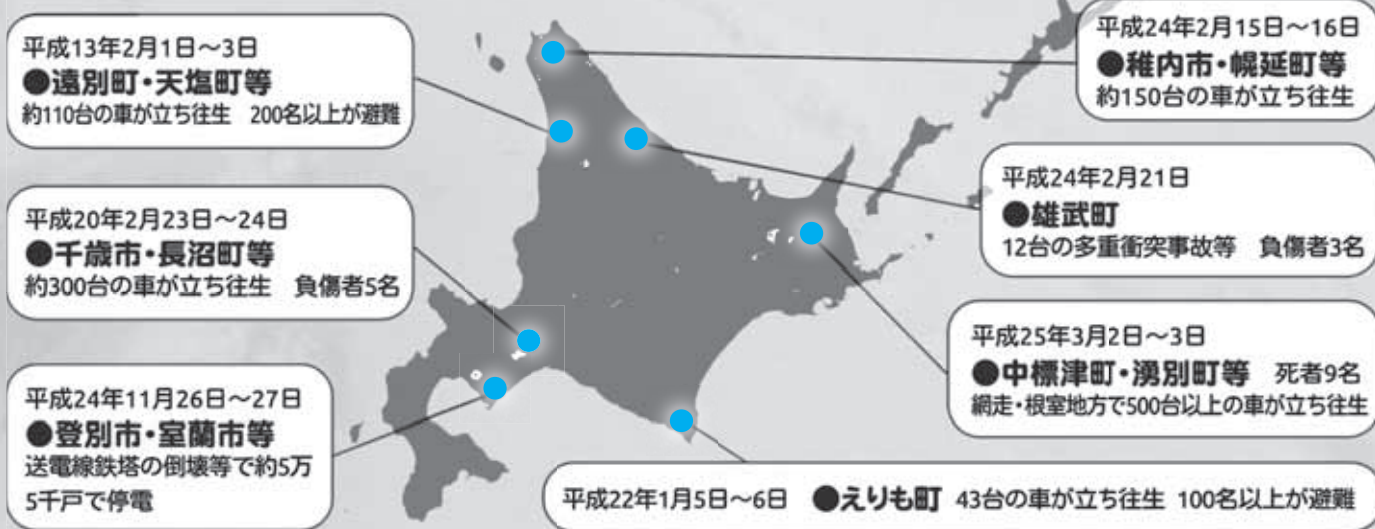 平成13年2月1日～3日
●遠別町・天塩町等
約110台の車が立ち往生 200名以上が避難
平成20年2月23日～24日
●千歳市・長沼町等
約300台の車が立ち往生 負傷者5名
平成24年11月26日～27日
●登別市・室蘭市等
送電線鉄塔の倒壊等で約5万
5千戸で停電
平成24年2月15日～16日
●稚内市・幌延町等
約150台の車が立ち往生
平成24年2月21日
●雄武町
12台の多重衝突事故等 負傷者3名
平成25年3月2日～3日
●中標津町・湧別町等 死者9名
網走・根室地方で500台以上の車が立ち往生
平成22年1月5日～6日 ●えりも町 43台の車が立ち往生 100名以上が避難